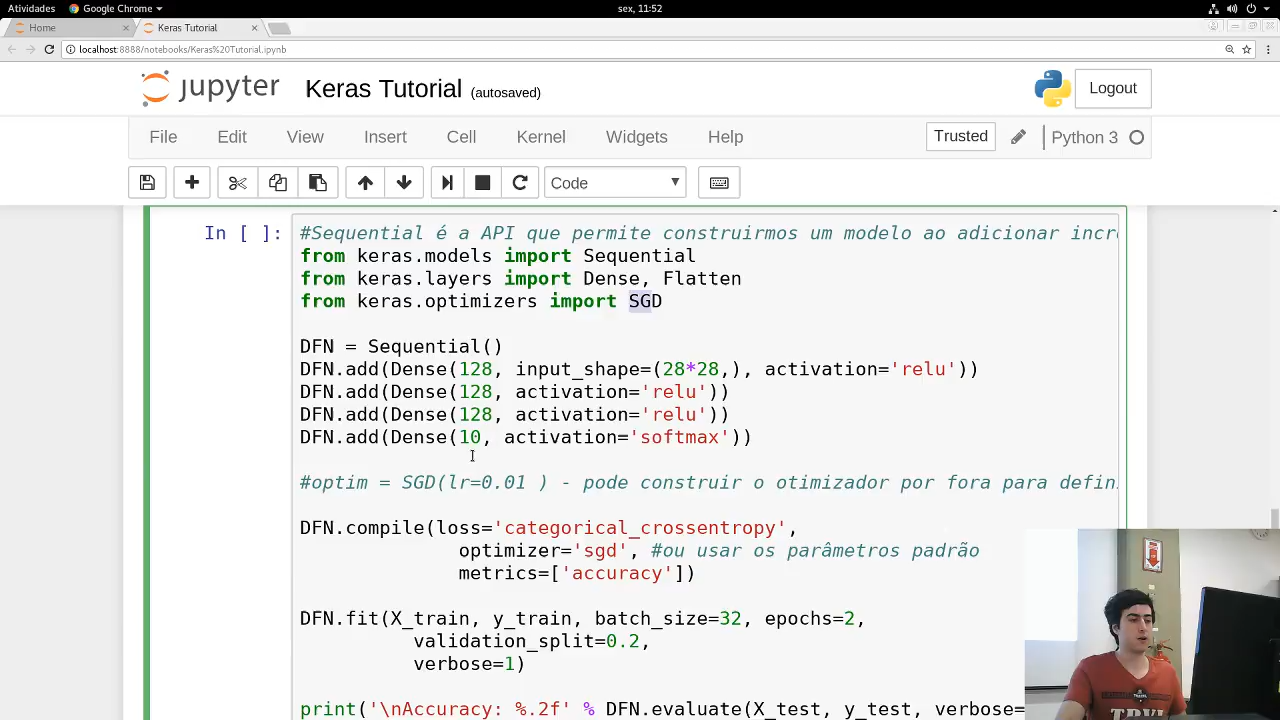 Atividades Google Chrome sex, 11:52
Home Keras Tutorial
localhost:8888/notebooks/Keras%20Tutorial.ipynb
jupyter Keras Tutorial (autosaved) Logout
File Edit View Insert Cell Kernel Widgets Help Trusted Python 3
Code
In [ ]: #Sequential é a API que permite construirmos um modelo ao adicionar incr
from keras.models import Sequential
from keras.layers import Dense, Flatten
from keras.optimizers import SGD
DFN = Sequential()
DFN.add(Dense(128, input_shape=(28*28,), activation='relu'))
DFN.add(Dense(128, activation='relu'))
DFN.add(Dense(128, activation='relu'))
DFN.add(Dense(10, activation='softmax'))
#optim = SGD(lr=0.01 ) - pode construir o otimizador por fora para defin
DFN.compile(loss='categorical_crossentropy',
optimizer='sgd', #ou usar os parâmetros padrão
metrics=['accuracy'])
DFN.fit(X_train, y_train, batch_size=32, epochs=2,
validation_split=0.2,
verbose=1)
print('\nAccuracy: %.2f' % DFN.evaluate(X_test, y_test, verbose=